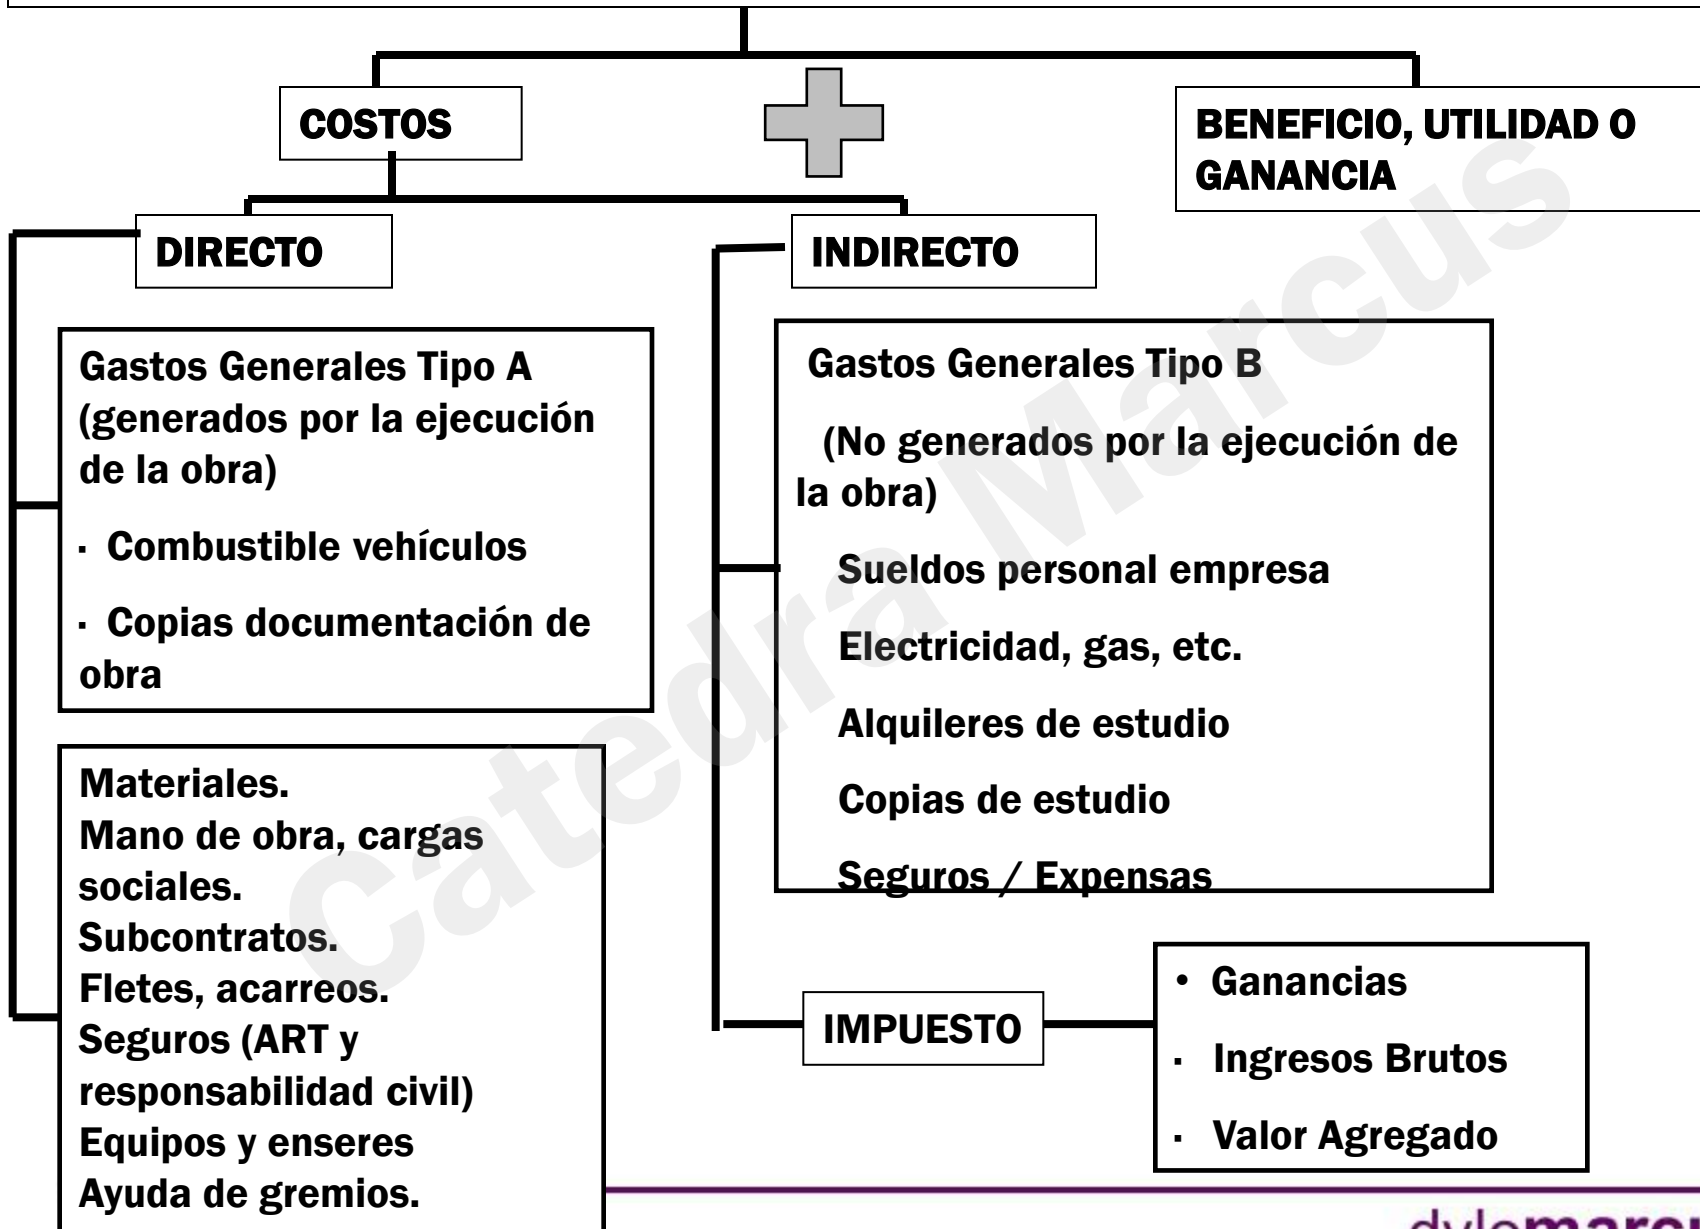 COSTOS
BENEFICIO, UTILIDAD O
GANANCIA
DIRECTO
INDIRECTO
Gastos Generales Tipo A
(generados por la ejecución
de la obra)
· Combustible vehículos
· Copias documentación de
obra
Materiales.
Mano de obra, cargas
sociales.
Subcontratos.
Fletes, acarreos.
Seguros (ART y
responsabilidad civil)
Equipos y enseres
Ayuda de gremios.
Gastos Generales Tipo B
(No generados por la ejecución de
la obra)
Sueldos personal empresa
Electricidad, gas, etc.
Alquileres de estudio
Copias de estudio
Seguros / Expensas
IMPUESTO
• Ganancias
· Ingresos Brutos
· Valor Agregado
Catedra Marcus